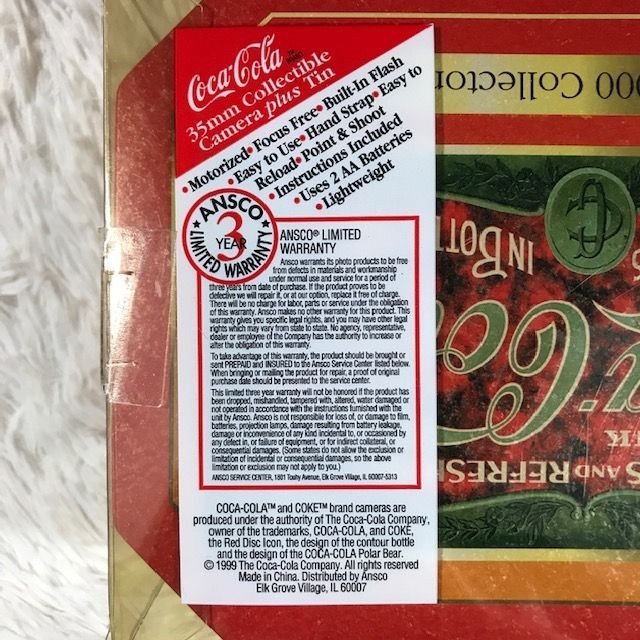 Coca-Cola TM
BRAND
35mm Collectible
Camera plus Tin
• Motorized • Focus Free • Built-In Flash
• Easy to Use • Hand Strap • Easy to
Reload • Point & Shoot
• Instructions Included
• Uses 2 AA Batteries
• Lightweight
ANSCO
3
YEAR
LIMITED WARRANTY
ANSCO® LIMITED
WARRANTY
Ansco warrants its photo products to be free
from defects in materials and workmanship
under normal use and service for a period of
three years from date of purchase. If the product proves to be
defective we will repair it, or at our option, replace it free of charge.
There will be no charge for labor, parts or service under the obligation
of this warranty. Ansco makes no other warranty for this product. This
warranty gives you specific legal rights, and you may have other legal
rights which may vary from state to state. No agency, representative,
dealer or employee of the Company has the authority to increase or
alter the obligation of this warranty.
To take advantage of this warranty, the product should be brought or
sent PREPAID and INSURED to the Ansco Service Center listed below.
When bringing or mailing the product for repair, a proof of original
purchase date should be presented to the service center.
This limited three year warranty will not be honored if the product has
been dropped, mishandled, tampered with, altered, water damaged or
not operated in accordance with the instructions furnished with the
unit by Ansco. Ansco is not responsible for loss of, or damage to film,
batteries, projection lamps, damage resulting from battery leakage,
damage or inconvenience of any kind incidental to, or occasioned by
any defect in, or failure of equipment, or for indirect collateral, or
consequential damages. (Some states do not allow the exclusion or
limitation of incidental or consequential damages, so the above
limitation or exclusion may not apply to you.)
ANSCO SERVICE CENTER, 1801 Touhy Avenue, Elk Grove Village, IL 60007-5313
COCA-COLA™ and COKE™ brand cameras are
produced under the authority of The Coca-Cola Company,
owner of the trademarks, COCA-COLA, and COKE,
the Red Disc Icon, the design of the contour bottle
and the design of the COCA-COLA Polar Bear.
© 1999 The Coca-Cola Company. All rights reserved
Made in China. Distributed by Ansco
Elk Grove Village, IL 60007
000 Collector
IN BOTT
S AND REFRESH